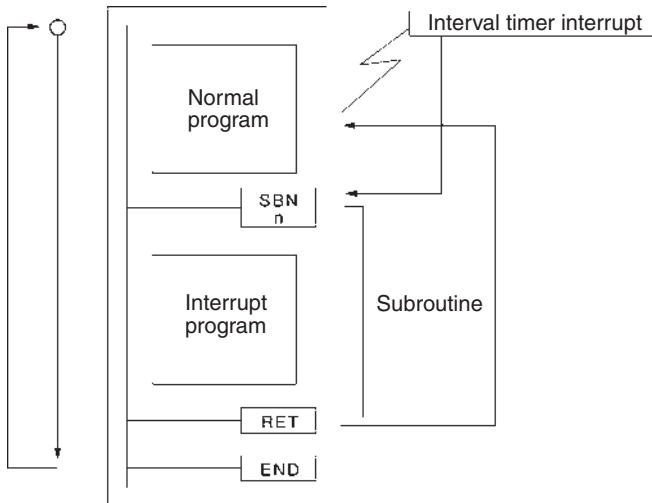 Interval timer interrupt
Normal
program
SBN
n
Interrupt
program
Subroutine
RET
END